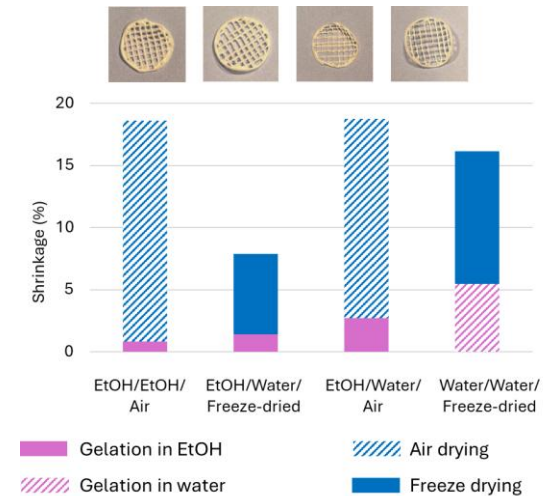 20
15
10
5
0
Shrinkage (%)
EtOH/EtOH/
Air
EtOH/Water/
Freeze-dried
EtOH/Water/
Air
Water/Water/
Freeze-dried
Gelation in EtOH
Air drying
Gelation in water
Freeze drying